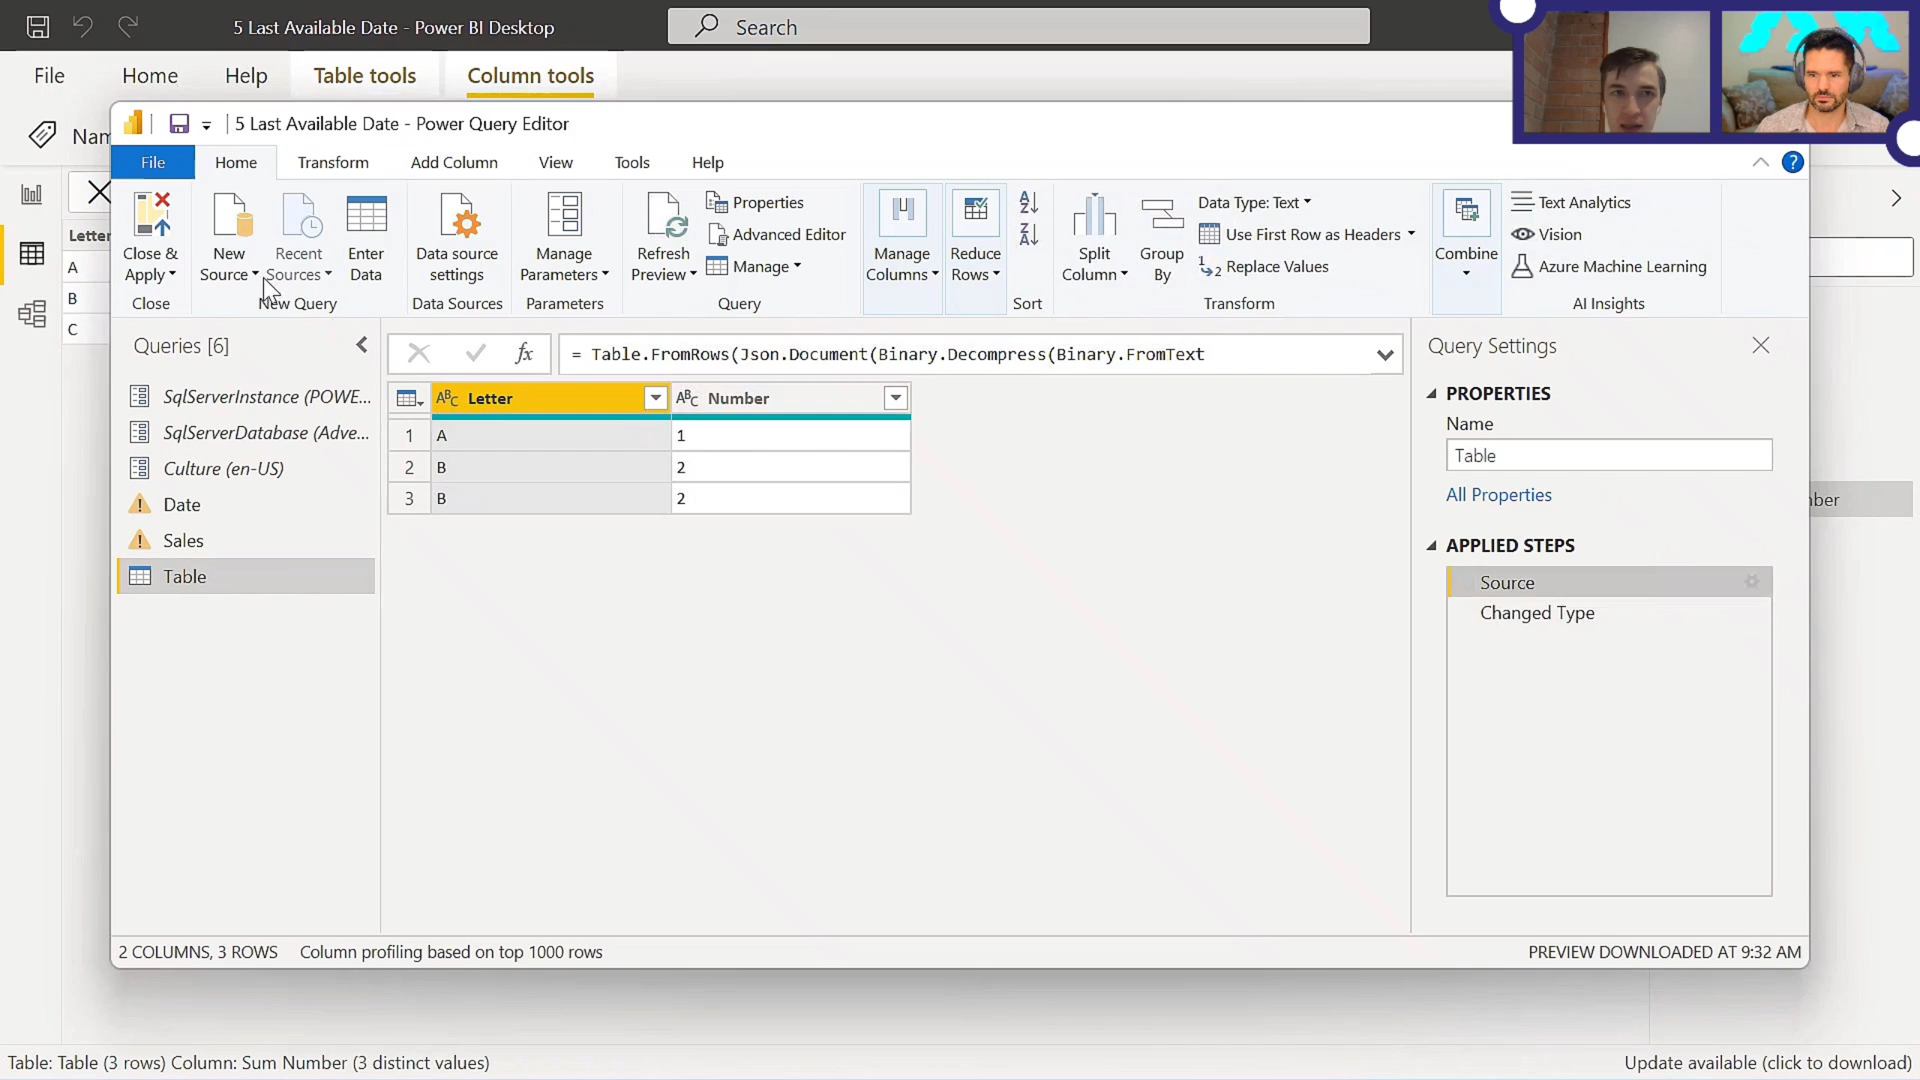 5 Last Available Date - Power BI Desktop
Search
File Home Help Table tools Column tools
5 Last Available Date - Power Query Editor
File Home Transform Add Column View Tools Help
Close & Apply
Close
New Source
Recent Sources
Enter Data
New Query
Data source settings
Data Sources
Manage Parameters
Parameters
Refresh Preview
Properties
Advanced Editor
Manage
Query
Manage Columns
Reduce Rows
Sort
Split Column
Group By
Data Type: Text
Use First Row as Headers
Replace Values
Transform
Combine
Text Analytics
Vision
Azure Machine Learning
AI Insights
Letter
A
B
C
Queries [6]
SqlServerInstance (POWE...
SqlServerDatabase (Adve...
Culture (en-US)
Date
Sales
Table
fx = Table.FromRows(Json.Document(Binary.Decompress(Binary.FromText
ABC Letter ABC Number
1 A 1
2 B 2
3 B 2
Query Settings
PROPERTIES
Name
Table
All Properties
APPLIED STEPS
Source
Changed Type
2 COLUMNS, 3 ROWS Column profiling based on top 1000 rows
PREVIEW DOWNLOADED AT 9:32 AM
Table: Table (3 rows) Column: Sum Number (3 distinct values)
Update available (click to download)